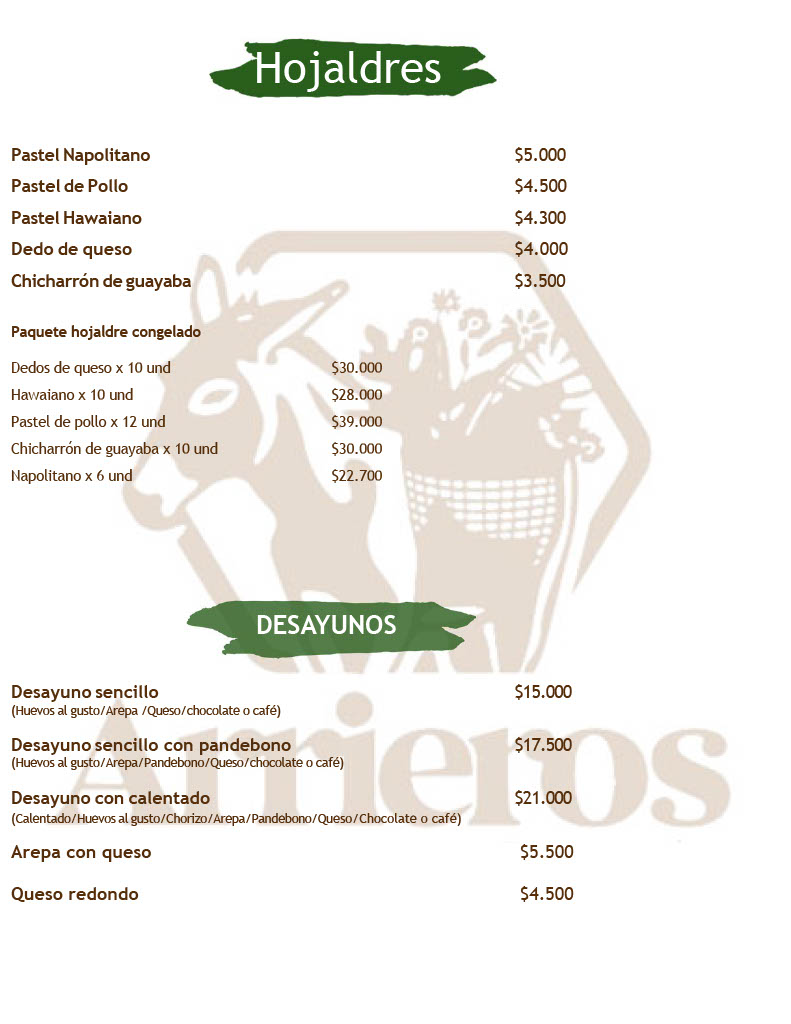 Hojaldres
Pastel Napolitano $5.000
Pastel de Pollo $4.500
Pastel Hawaiano $4.300
Dedo de queso $4.000
Chicharrón de guayaba $3.500
Paquete hojaldre congelado
Dedos de queso x 10 und $30.000
Hawaiano x 10 und $28.000
Pastel de pollo x 12 und $39.000
Chicharrón de guayaba x 10 und $30.000
Napolitano x 6 und $22.700
DESAYUNOS
Desayuno sencillo $15.000
(Huevos al gusto/Arepa /Queso/chocolate o café)
Desayuno sencillo con pandebono $17.500
(Huevos al gusto/Arepa/Pandebono/Queso/chocolate o café)
Arrieros
Desayuno con calentado $21.000
(Calentado/Huevos al gusto/Chorizo/Arepa/Pandebono/Queso/Chocolate o café)
Arepa con queso $5.500
Queso redondo $4.500